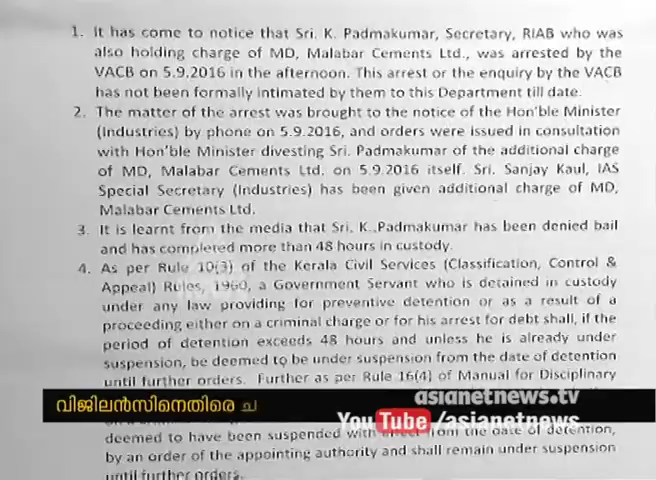 1. It has come to notice that Sri. K. Padmakumar, Secretary, RIAB who was
also holding charge of MD, Malabar Cements Ltd., was arrested by the
VACB on 5.9.2016 in the afternoon. This arrest or the enquiry by the VACB
has not been formally intimated by them to this Department till date.
2. The matter of the arrest was brought to the notice of the Hon'ble Minister
(Industries) by phone on 5.9.2016, and orders were issued in consultation
with Hon'ble Minister divesting Sri. Padmakumar of the additional charge
of MD, Malabar Cements Ltd. on 5.9.2016 itself. Sri. Sanjay Kaul, IAS
Special Secretary (Industries) has been given additional charge of MD,
Malabar Cements Ltd.
3. It is learnt from the media that Sri. K. Padmakumar has been denied bail
and has completed more than 48 hours in custody.
4. As per Rule 10(3) of the Kerala Civil Services (Classification, Control &
Appeal) Rules, 1960, a Government Servant who is detained in custody
under any law providing for preventive detention or as a result of a
proceeding either on a criminal charge or for his arrest for debt shall, if the
period of detention exceeds 48 hours and unless he is already under
suspension, be deemed to be under suspension from the date of detention
until further orders. Further as per Rule 16(4) of Manual for Disciplinary
വിജിലൻസിനെതിരെ ച
asianetnews.tv
YouTube /asianetnews
deemed to have been suspended with effect from the date of detention,
by an order of the appointing authority and shall remain under suspension
until further orders.